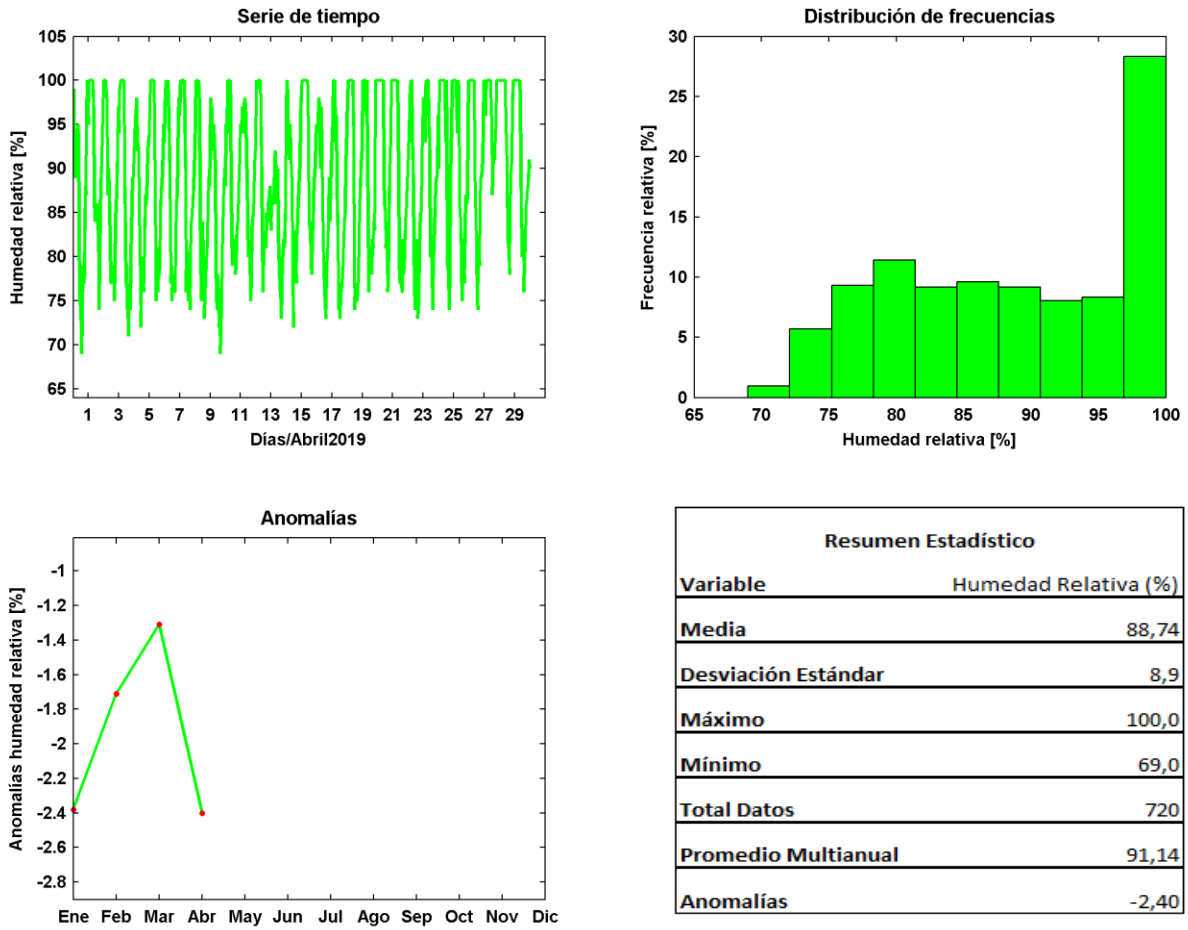 Serie de tiempo
105
100
95
90
85
80
75
70
65
Humedad relativa [%]
1 3 5 7 9 11 13 15 17 19 21 23 25 27 29
Días/Abril2019
Distribución de frecuencias
30
25
20
15
10
5
0
Frecuencia relativa [%]
65 70 75 80 85 90 95 100
Humedad relativa [%]
Anomalías
-1
-1.2
-1.4
-1.6
-1.8
-2
-2.2
-2.4
-2.6
-2.8
Anomalías humedad relativa [%]
Ene Feb Mar Abr May Jun Jul Ago Sep Oct Nov Dic
Resumen Estadístico
Variable Humedad Relativa (%)
Media 88,74
Desviación Estándar 8,9
Máximo 100,0
Mínimo 69,0
Total Datos 720
Promedio Multianual 91,14
Anomalías -2,40